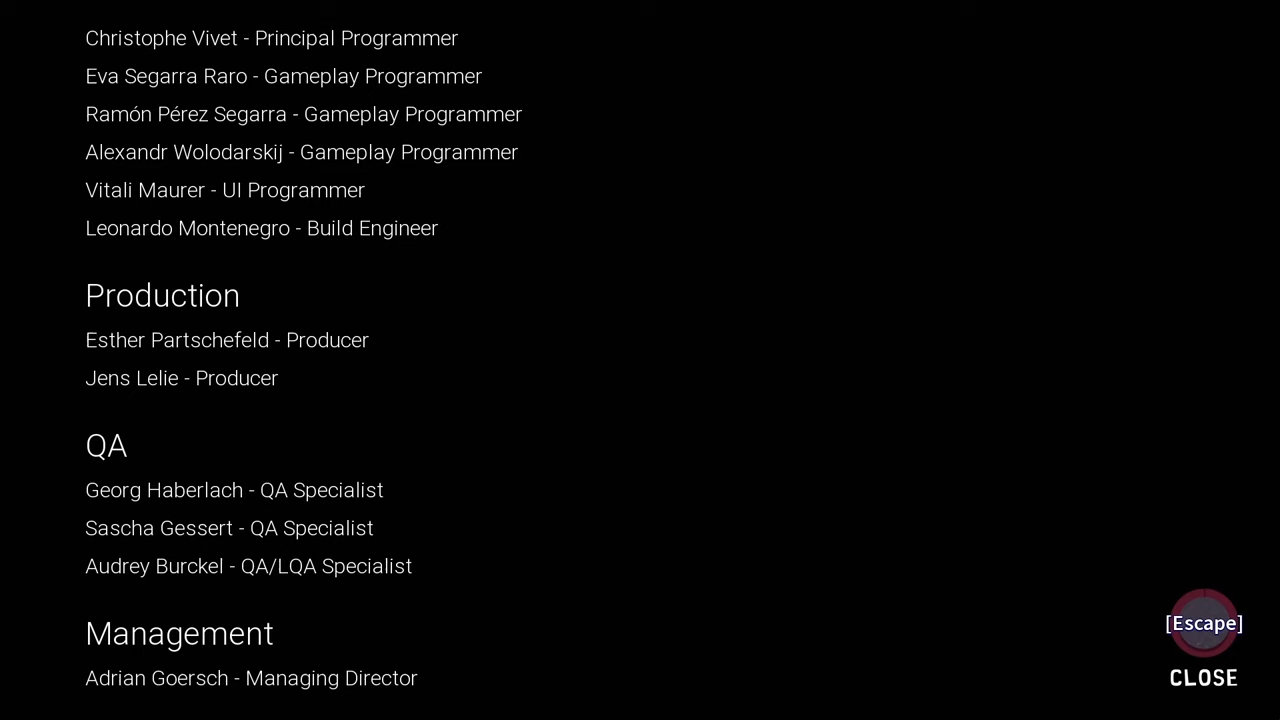 Christophe Vivet - Principal Programmer
Eva Segarra Raro - Gameplay Programmer
Ramón Pérez Segarra - Gameplay Programmer
Alexandr Wolodarskij - Gameplay Programmer
Vitali Maurer - UI Programmer
Leonardo Montenegro - Build Engineer
Production
Esther Partschefeld - Producer
Jens Lelie - Producer
QA
Georg Haberlach - QA Specialist
Sascha Gessert - QA Specialist
Audrey Burckel - QA/LQA Specialist
Management
Adrian Goersch - Managing Director
[Escape]
CLOSE